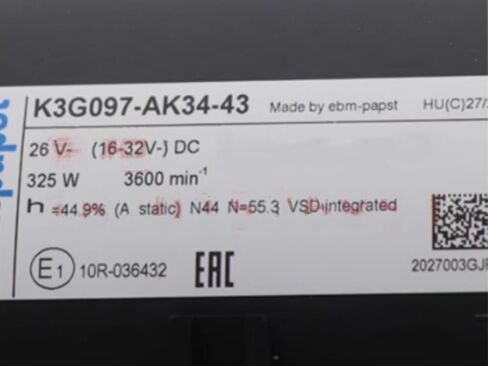 K3G097-AK34-43 Made by ebm-papst HU(C)27/
26 V- (16-32V-) DC
325 W 3600 min⁻¹
h =44.9% (A static) N44 N=55.3 VSD-integrated
E1 10R-036432 EAC
2027003GJF